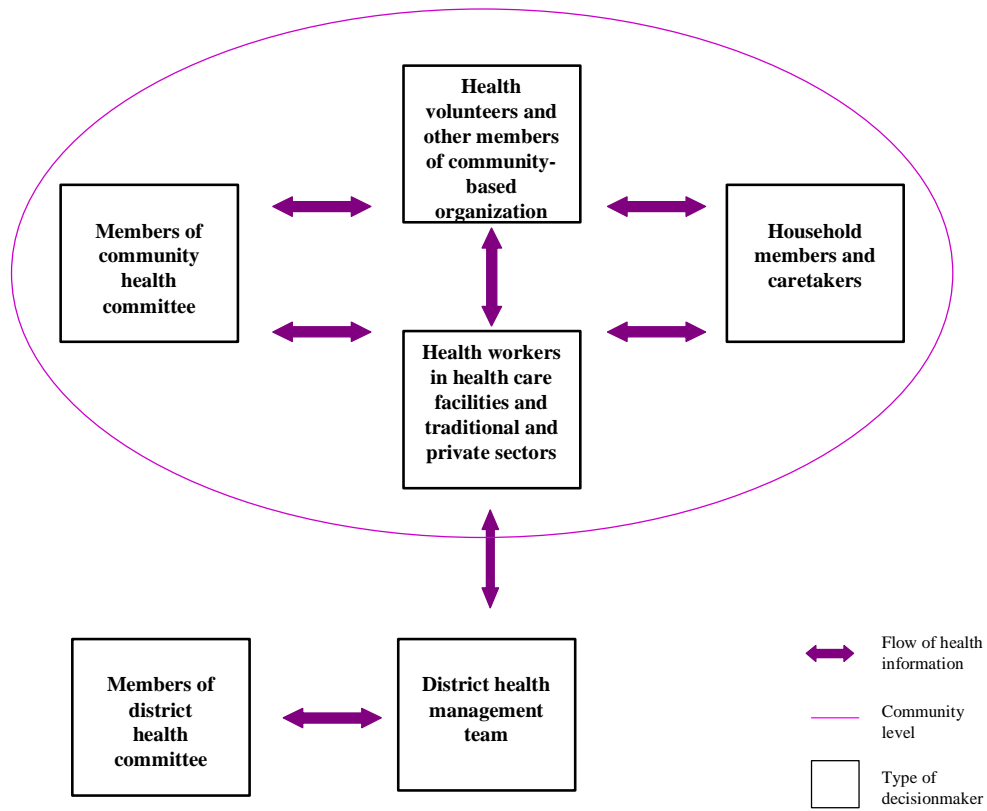 Health
volunteers and
other members
of community-
based
organization
Members of
community
health
committee
Household
members and
caretakers
Health workers
in health care
facilities and
traditional and
private sectors
Members of
district
health
committee
District health
management
team
Flow of health
information
Community
level
Type of
decisionmaker